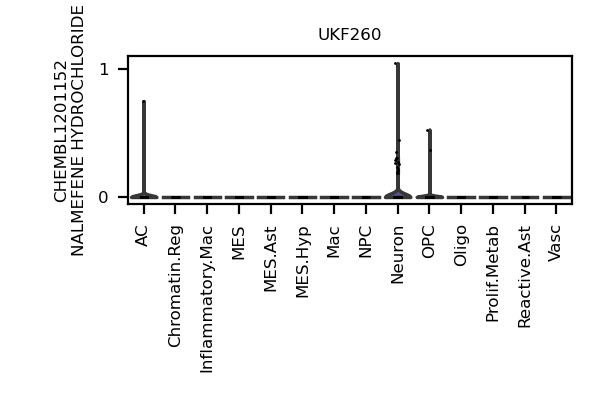 UKF260
CHEMBL1201152
NALMEFENE HYDROCHLORIDE
1
0
AC
Chromatin.Reg
Inflammatory.Mac
MES
MES.Ast
MES.Hyp
Mac
NPC
Neuron
OPC
Oligo
Prolif.Metab
Reactive.Ast
Vasc